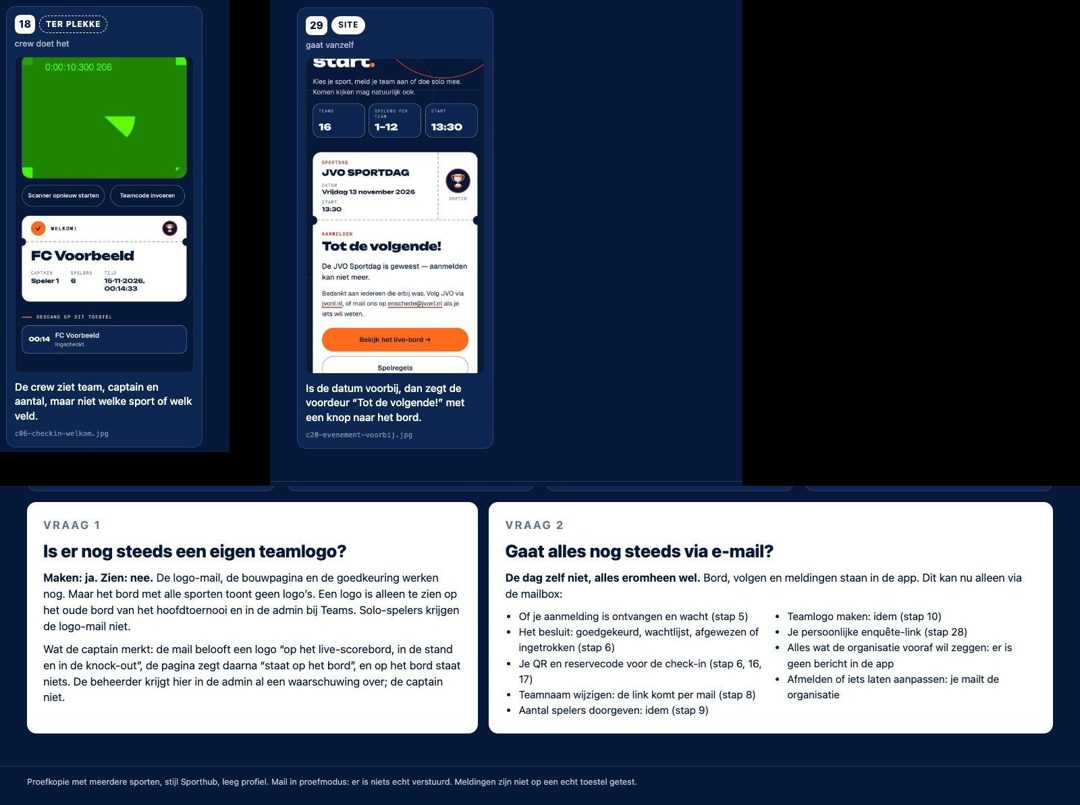 18 TER PLEKKE
crew doet het
0:00:10:300 206
Scanner opnieuw starten
Teamcode invoeren
WELKOM!
FC Voorbeeld
CAPTAIN SPELERS TIJD
Speler 1 6 15-11-2026,
00:14:33
GESCAND OP DIT TOESTEL
00:14 FC Voorbeeld
Ingecheckt
De crew ziet team, captain en
aantal, maar niet welke sport of welk
veld.
c06-checkin-welkom.jpg
29 SITE
gaat vanzelf
start.
Kies je sport, meld je team aan of doe solo mee.
Komen kijken mag natuurlijk ook.
TEAMS
16
SPELERS PER
TEAM
1–12
START
13:30
SPORTDAG
JVO SPORTDAG
DATUM
Vrijdag 13 november 2026
START
13:30
GRATIS
AANMELDEN
Tot de volgende!
De JVO Sportdag is geweest — aanmelden
kan niet meer.
Bedankt aan iedereen die erbij was. Volg JVO via
jvonl.nl, of mail ons op enschede@jvonl.nl als je
iets wil weten.
Bekijk het live-bord →
Spelregels
Is de datum voorbij, dan zegt de
voordeur “Tot de volgende!” met
een knop naar het bord.
c20-evenement-voorbij.jpg
VRAAG 1
Is er nog steeds een eigen teamlogo?
Maken: ja. Zien: nee. De logo-mail, de bouwpagina en de goedkeuring werken
nog. Maar het bord met alle sporten toont geen logo’s. Een logo is alleen te zien op
het oude bord van het hoofdtoernooi en in de admin bij Teams. Solo-spelers krijgen
de logo-mail niet.
Wat de captain merkt: de mail belooft een logo “op het live-scorebord, in de stand
en in de knock-out”, de pagina zegt daarna “staat op het bord”, en op het bord staat
niets. De beheerder krijgt hier in de admin al een waarschuwing over; de captain
niet.
VRAAG 2
Gaat alles nog steeds via e-mail?
De dag zelf niet, alles eromheen wel. Bord, volgen en meldingen staan in de app. Dit kan nu alleen via
de mailbox:
• Of je aanmelding is ontvangen en wacht (stap 5)
• Het besluit: goedgekeurd, wachtlijst, afgewezen of
ingetrokken (stap 6)
• Je QR en reservecode voor de check-in (stap 6, 16,
17)
• Teamnaam wijzigen: de link komt per mail (stap 8)
• Aantal spelers doorgeven: idem (stap 9)
• Teamlogo maken: idem (stap 10)
• Je persoonlijke enquête-link (stap 28)
• Alles wat de organisatie vooraf wil zeggen: er is
geen bericht in de app
• Afmelden of iets laten aanpassen: je mailt de
organisatie
Proefkopie met meerdere sporten, stijl Sporthub, leeg profiel. Mail in proefmodus: er is niets echt verstuurd. Meldingen zijn niet op een echt toestel getest.